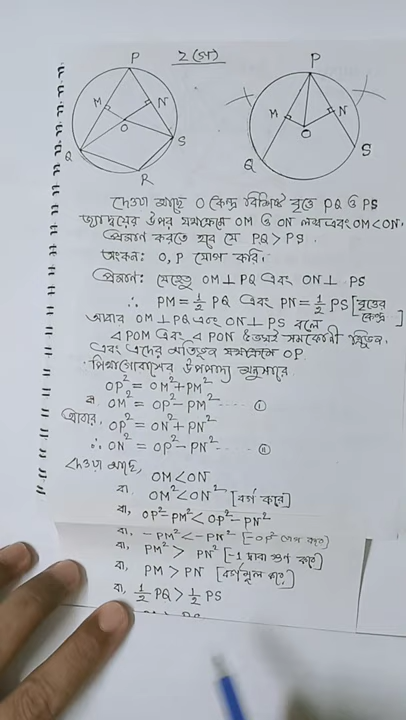 2(গ)
P
M
N
O
Q
S
R
P
M
N
O
Q
S
দেওয়া আছে O কেন্দ্র বিশিষ্ট বৃত্তে PQ ও PS
জ্যাদ্বয়ের উপর যথাক্রমে OM ও ON লম্ব এবং OM<ON.
প্রমাণ করতে হবে যে PQ>PS.
অংকন: O, P যোগ করি।
প্রমাণ: যেহেতু OM⊥PQ এবং ON⊥ PS
∴ PM=1/2 PQ এবং PN=1/2 PS [বৃত্তের কেন্দ্র]
আবার OM⊥PQ এবং ON⊥PS বলে
△POM এবং △PON উভয়ই সমকোণী ত্রিভুজ.
এবং এদের অতিভুজ যথাক্রমে OP.
পিথাগোরাসের উপপাদ্য অনুসারে
OP²=OM²+PM²
বা OM²=OP²-PM² ..... ①
আবার, OP²=ON²+PN²
∴ ON²=OP²-PN² ..... ⑪
দেওয়া আছে,
OM<ON
বা. OM²<ON² [বর্গ করে]
বা, OP²-PM²<OP²-PN²
বা, -PM²<-PN² [-OP² যোগ করে]
বা, PM²> PN² [-1 দ্বারা গুণ করে]
বা, PM > PN [বর্গমূল করে]
বা, 1/2 PQ>1/2 PS